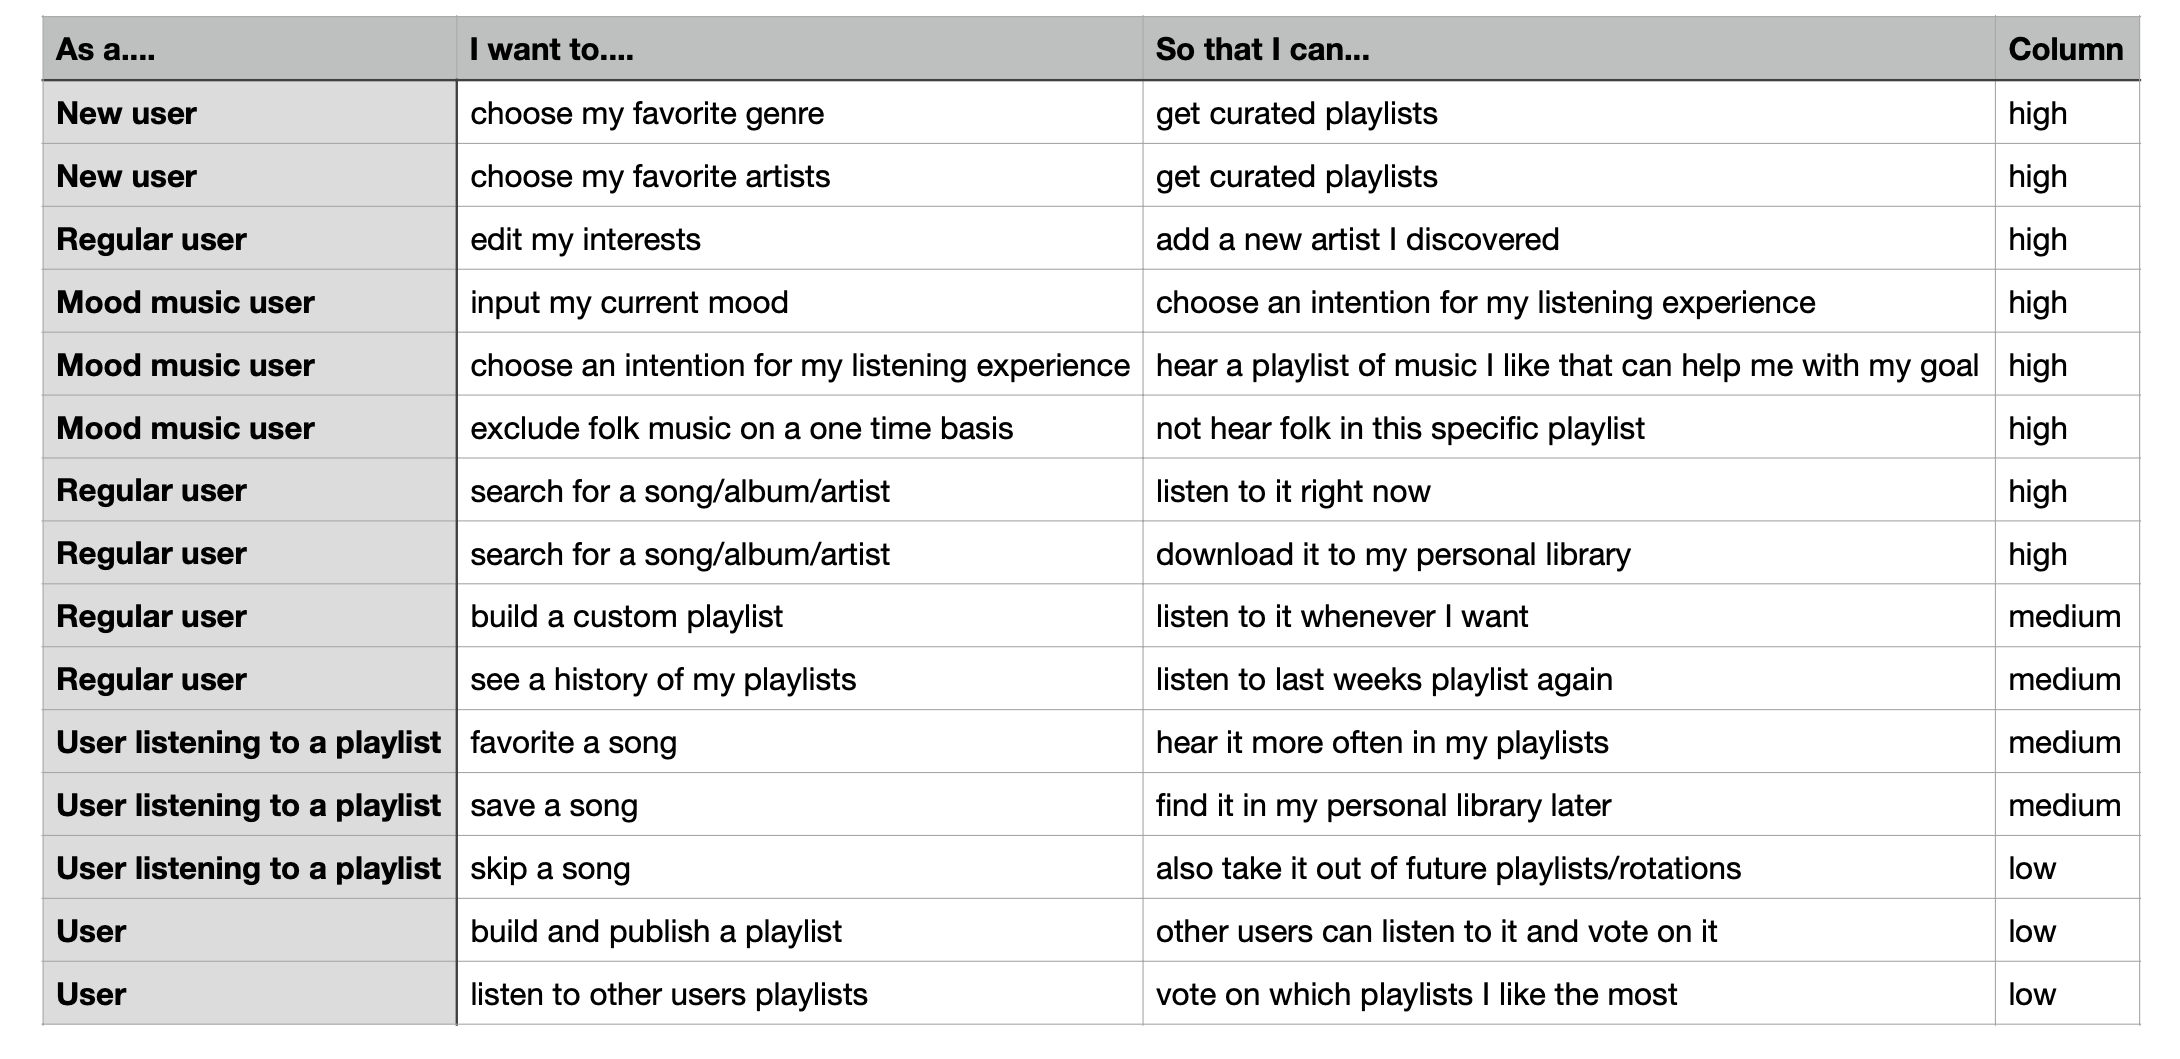 As a.... I want to.... So that I can... Column
New user choose my favorite genre get curated playlists high
New user choose my favorite artists get curated playlists high
Regular user edit my interests add a new artist I discovered high
Mood music user input my current mood choose an intention for my listening experience high
Mood music user choose an intention for my listening experience hear a playlist of music I like that can help me with my goal high
Mood music user exclude folk music on a one time basis not hear folk in this specific playlist high
Regular user search for a song/album/artist listen to it right now high
Regular user search for a song/album/artist download it to my personal library high
Regular user build a custom playlist listen to it whenever I want medium
Regular user see a history of my playlists listen to last weeks playlist again medium
User listening to a playlist favorite a song hear it more often in my playlists medium
User listening to a playlist save a song find it in my personal library later medium
User listening to a playlist skip a song also take it out of future playlists/rotations low
User build and publish a playlist other users can listen to it and vote on it low
User listen to other users playlists vote on which playlists I like the most low